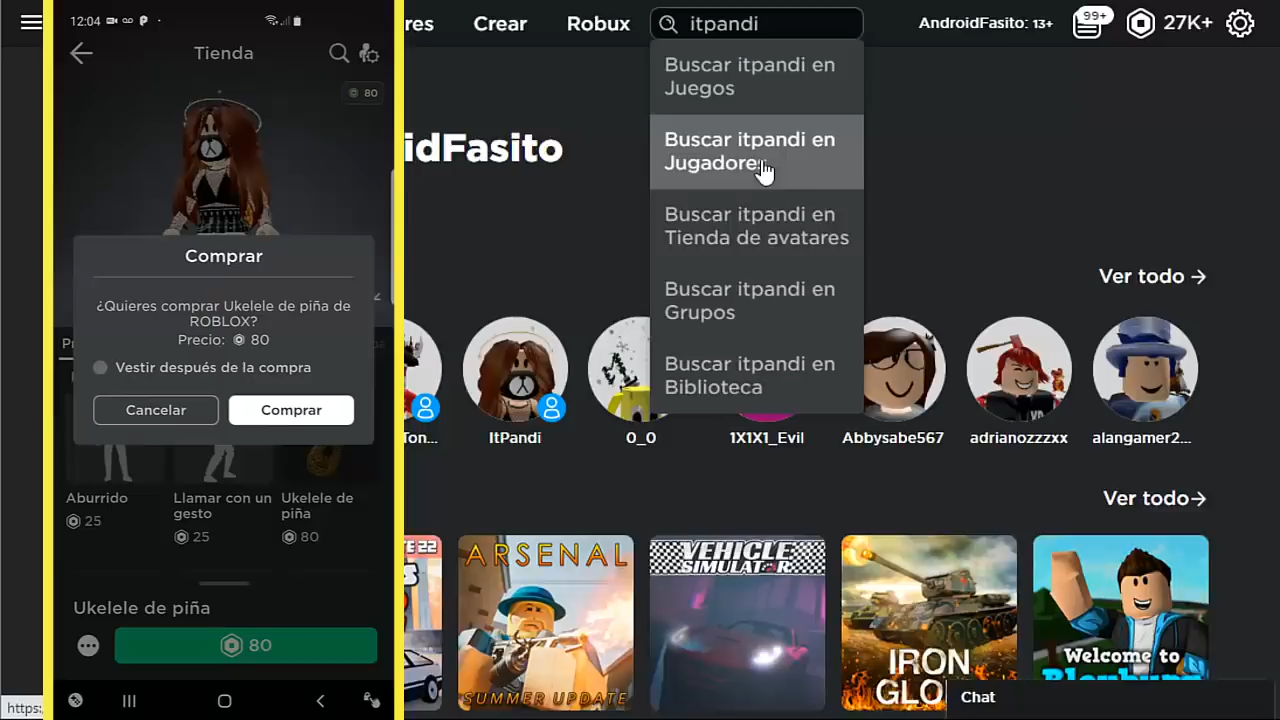 12:04
Tienda
80
Comprar
¿Quieres comprar Ukelele de piña de
ROBLOX?
Precio: 80
Vestir después de la compra
Cancelar
Comprar
Aburrido
25
Llamar con un
gesto
25
Ukelele de
piña
80
Ukelele de piña
80
https:
res
Crear
Robux
itpandi
AndroidFasito: 13+
99+
27K+
Buscar itpandi en
Juegos
Buscar itpandi en
Jugadores
Buscar itpandi en
Tienda de avatares
Buscar itpandi en
Grupos
Buscar itpandi en
Biblioteca
idFasito
Ver todo →
Ton...
ItPandi
0_0
1X1X1_Evil
Abbysabe567
adrianozzzxx
alangamer2...
Ver todo→
ARSENAL
SUMMER UPDATE
VEHICLE
SIMULATOR
IRON
GLO
Welcome to
Chat